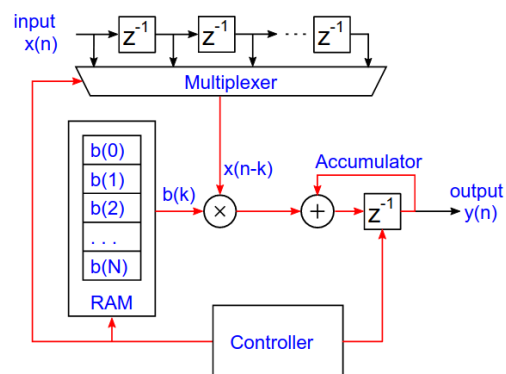 input
x(n)
z-1 z-1 ... z-1
Multiplexer
b(0)
b(1)
b(2)
...
b(N)
RAM
b(k)
x(n-k)
×
+
Accumulator
z-1
output
y(n)
Controller